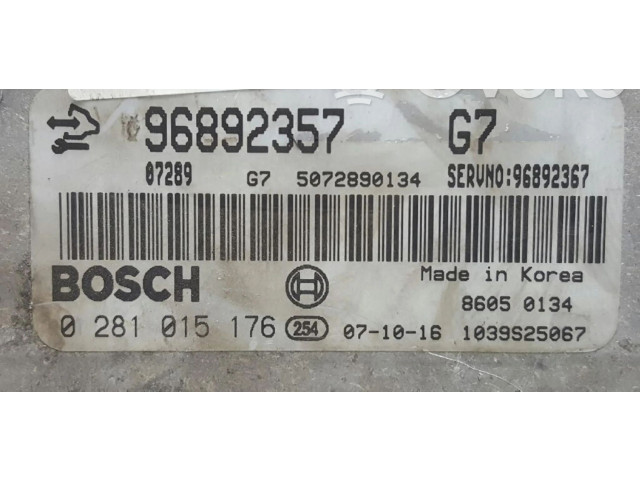 96892357 G7
07289 G7 5072890134 SERVNO:96892367
BOSCH Made in Korea
8605 0134
0 281 015 176 254 07-10-16 1039S25067